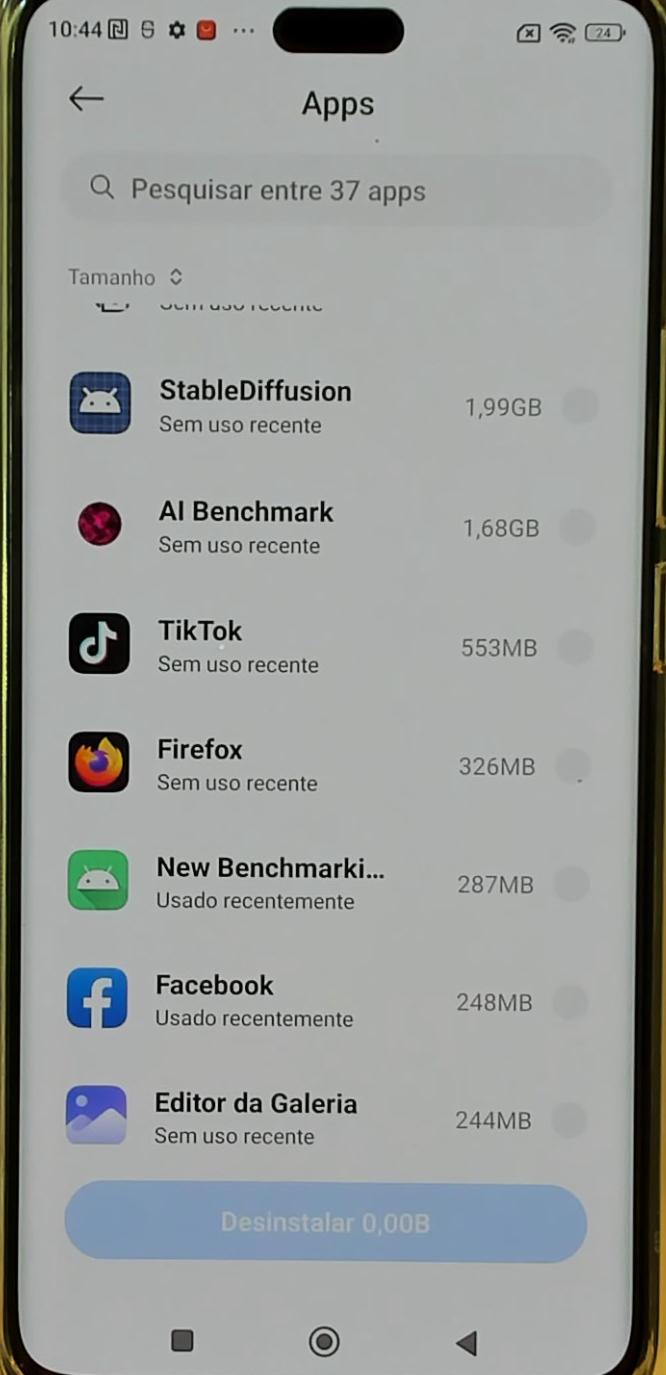 10:44
24
Apps
Pesquisar entre 37 apps
Tamanho
Sem uso recente
StableDiffusion
Sem uso recente
1,99GB
AI Benchmark
Sem uso recente
1,68GB
TikTok
Sem uso recente
553MB
Firefox
Sem uso recente
326MB
New Benchmarki...
Usado recentemente
287MB
Facebook
Usado recentemente
248MB
Editor da Galeria
Sem uso recente
244MB
Desinstalar 0,00B